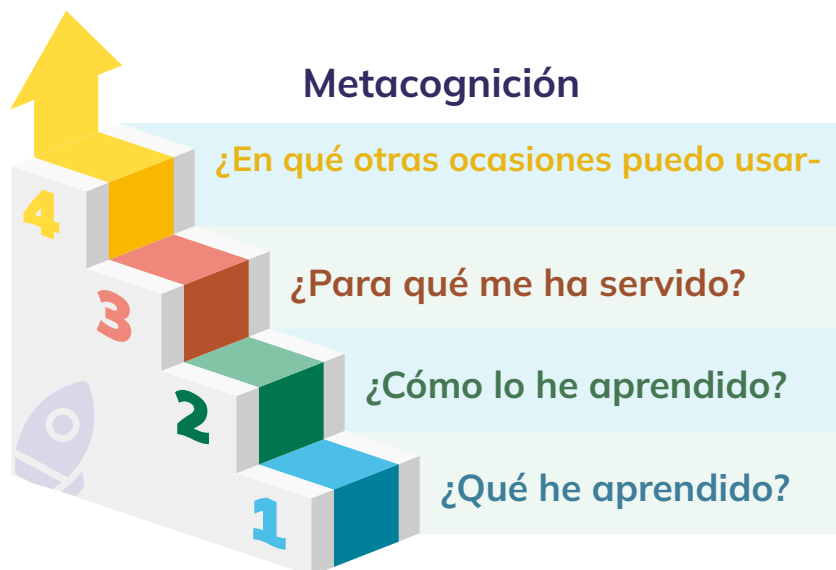 Metacognición
4
¿En qué otras ocasiones puedo usar-
3
¿Para qué me ha servido?
2
¿Cómo lo he aprendido?
1
¿Qué he aprendido?